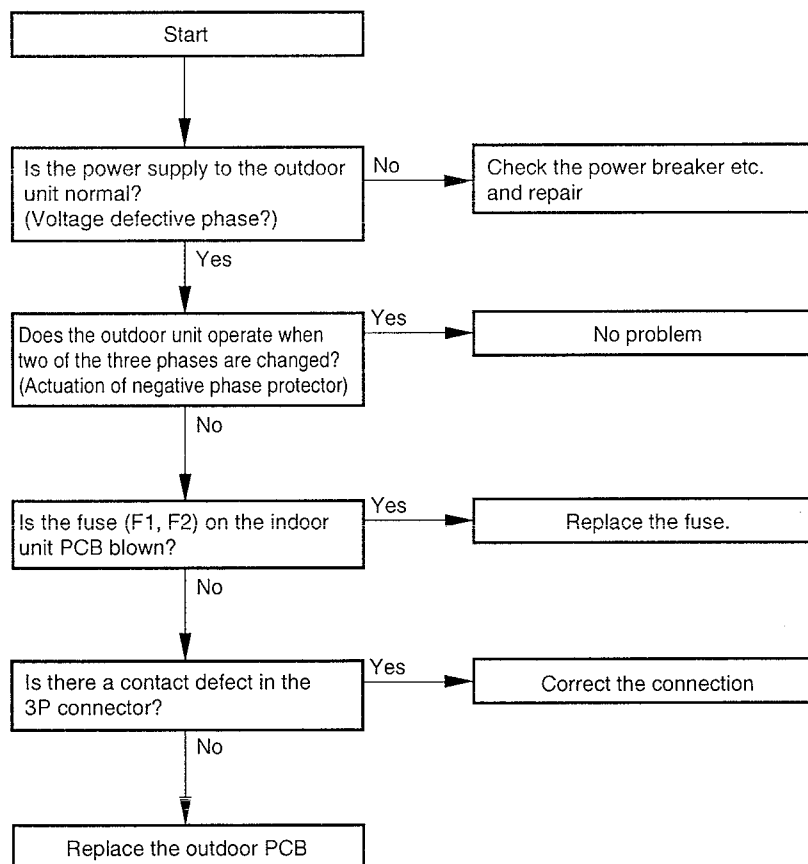 Start
Is the power supply to the outdoor
unit normal?
(Voltage defective phase?)
No
Check the power breaker etc.
and repair
Yes
Does the outdoor unit operate when
two of the three phases are changed?
(Actuation of negative phase protector)
Yes
No problem
No
Is the fuse (F1, F2) on the indoor
unit PCB blown?
Yes
Replace the fuse.
No
Is there a contact defect in the
3P connector?
Yes
Correct the connection
No
Replace the outdoor PCB